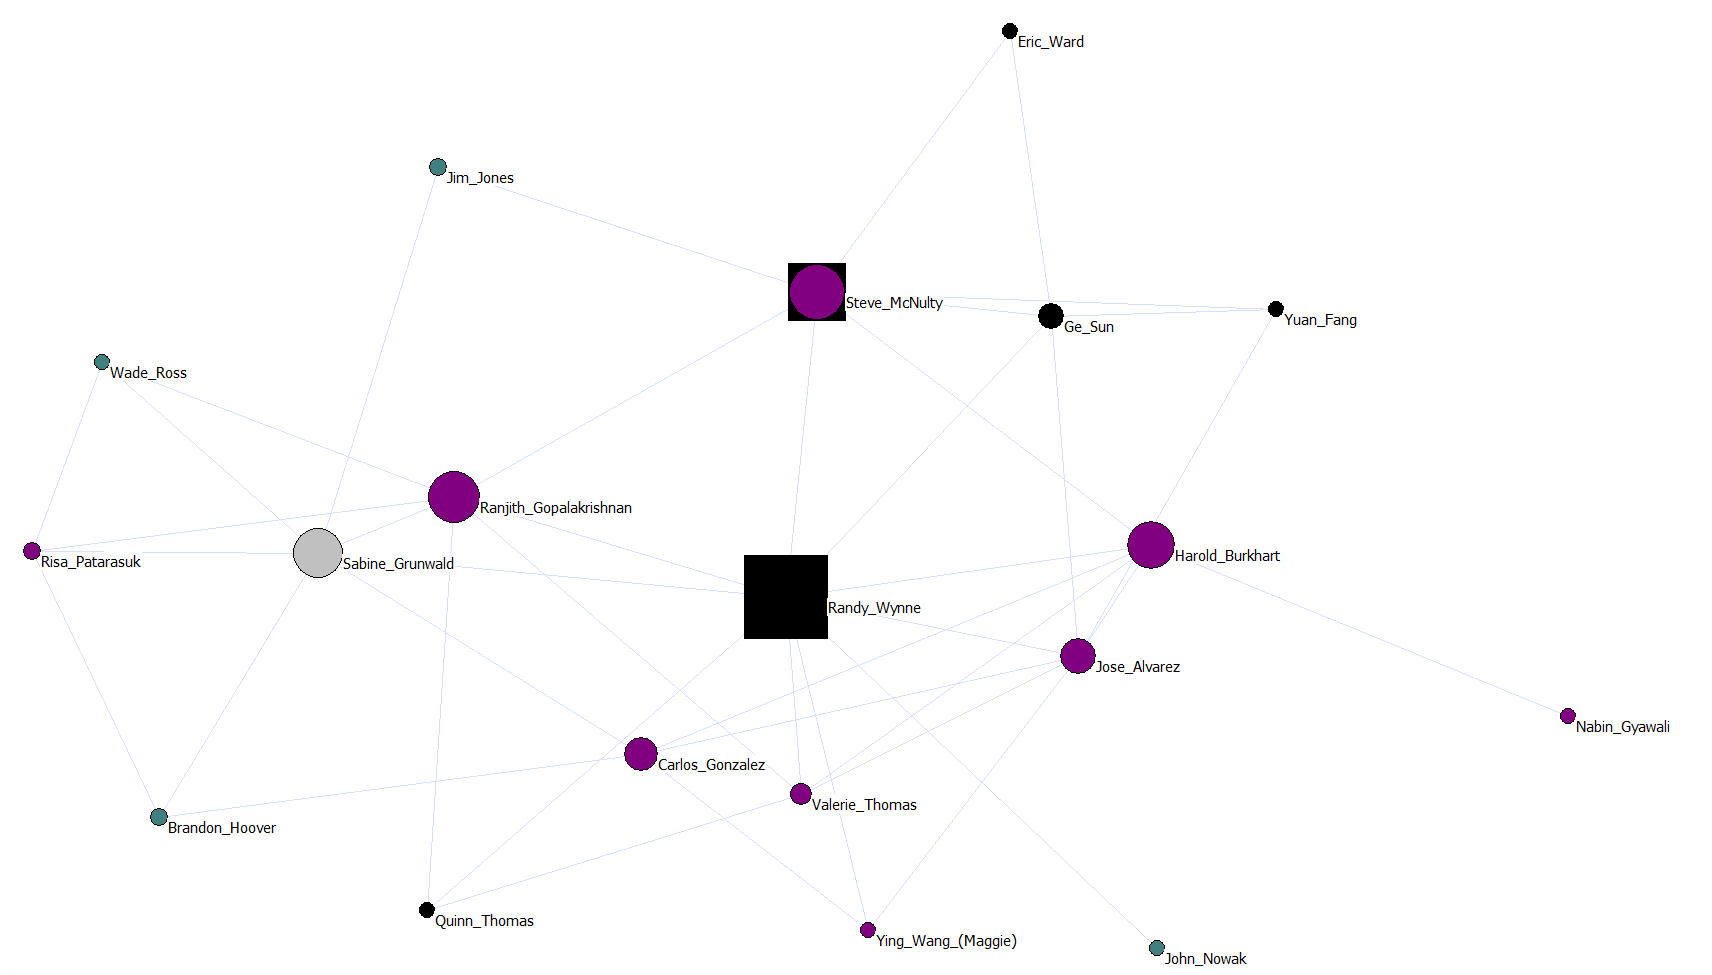 Eric_Ward
Jim_Jones
Steve_McNulty
Ge_Sun
Yuan_Fang
Wade_Ross
Ranjith_Gopalakrishnan
Risa_Patarasuk
Sabine_Grunwald
Harold_Burkhart
Randy_Wynne
Jose_Alvarez
Nabin_Gyawali
Carlos_Gonzalez
Valerie_Thomas
Brandon_Hoover
Quinn_Thomas
Ying_Wang_(Maggie)
John_Nowak